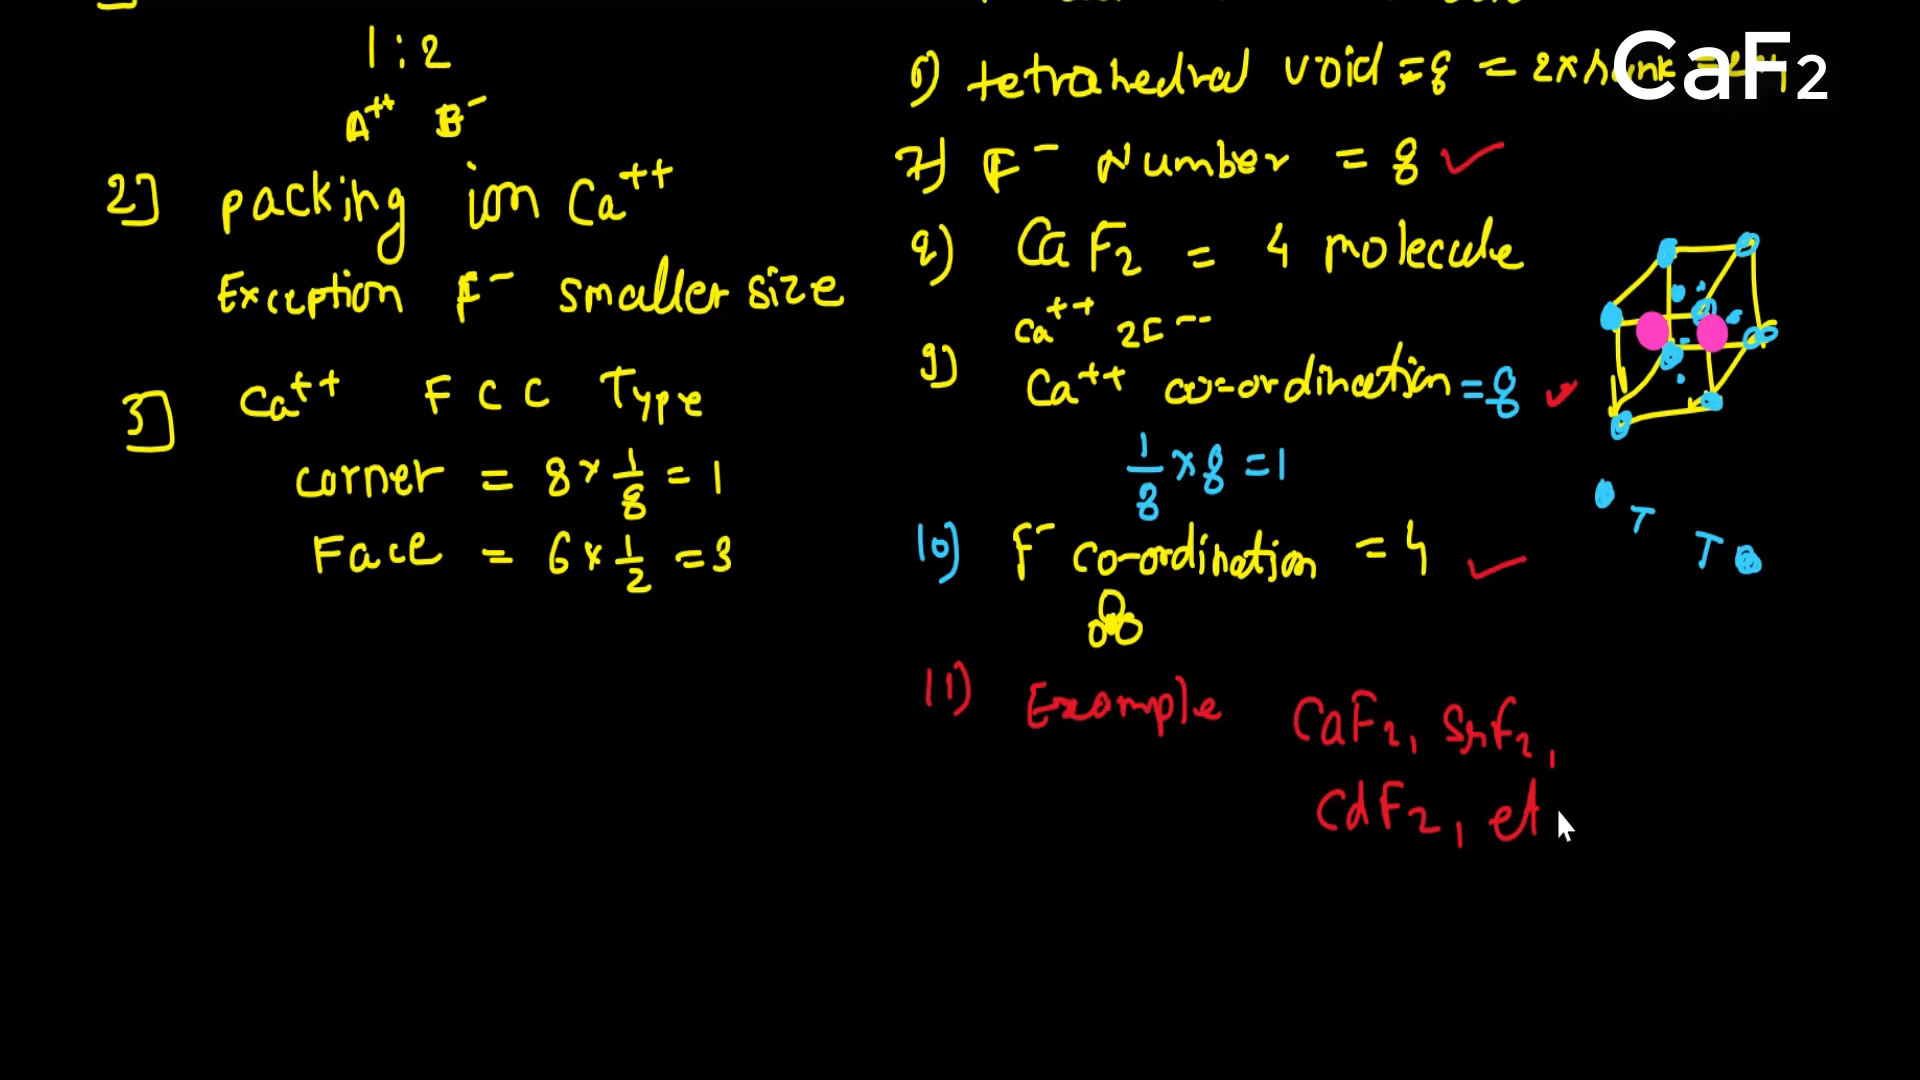 1 : 2
A++ B-
2] packing ion Ca++
Exception F- smaller size
3] Ca++ F C C Type
corner = 8 × 1/8 = 1
Face = 6 × 1/2 = 3
CaF2
6) tetrahedral void = 8 = 2×
7) F- Number = 8 ✓
8) CaF2 = 4 molecule
Ca++ 2F--
9) Ca++ co-ordination = 8 ✓
1/8 × 8 = 1
T T
10) F- co-ordination = 4 ✓
11) Example CaF2, SrF2,
CdF2, et